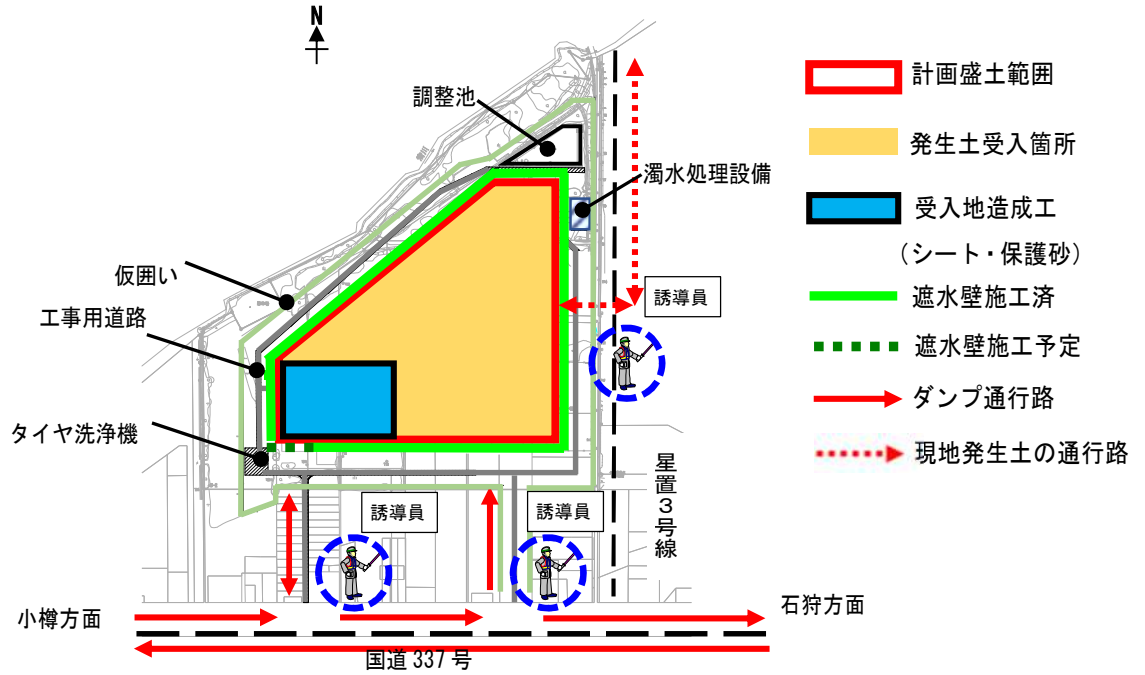 N
調整池
濁水処理設備
仮囲い
工事用道路
タイヤ洗浄機
誘導員
誘導員
誘導員
星置３号線
小樽方面
石狩方面
国道 337 号
計画盛土範囲
発生土受入箇所
受入地造成工
（シート・保護砂）
遮水壁施工済
遮水壁施工予定
ダンプ通行路
現地発生土の通行路